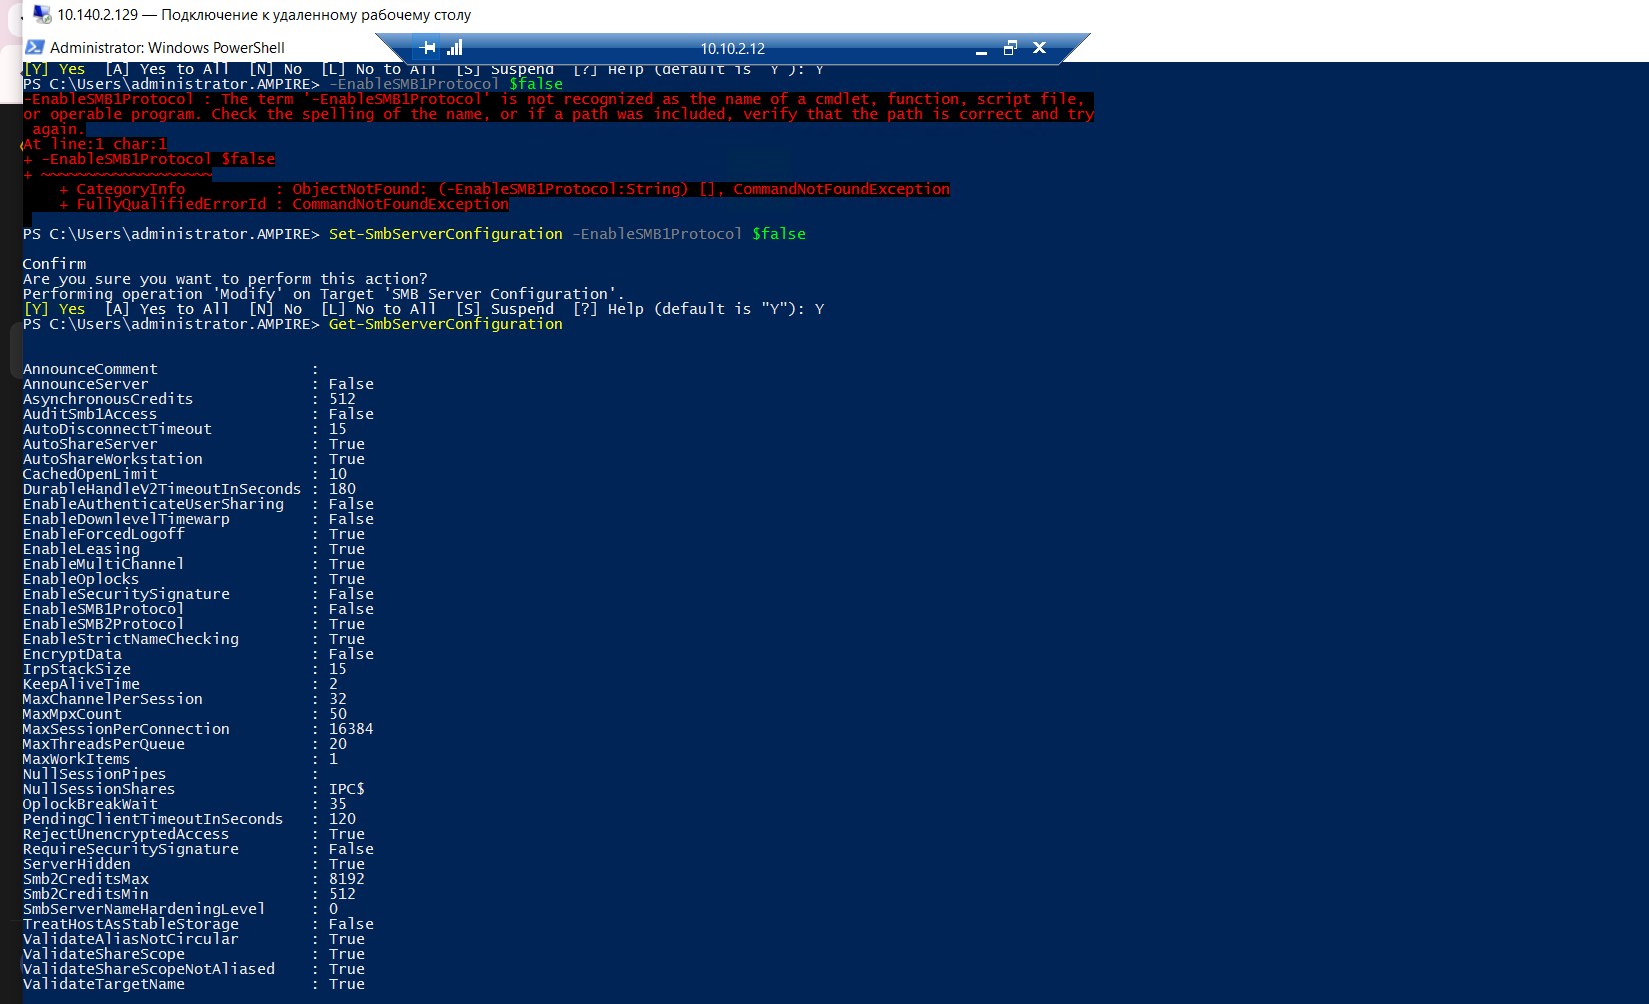 10.140.2.129 — Подключение к удаленному рабочему столу
Administrator: Windows PowerShell
10.10.2.12
[Y] Yes  [A] Yes to All  [N] No  [L] No to All  [S] Suspend  [?] Help (default is "Y"): Y
PS C:\Users\administrator.AMPIRE> -EnableSMB1Protocol $false
-EnableSMB1Protocol : The term '-EnableSMB1Protocol' is not recognized as the name of a cmdlet, function, script file,
or operable program. Check the spelling of the name, or if a path was included, verify that the path is correct and try
 again.
At line:1 char:1
+ -EnableSMB1Protocol $false
+ ~~~~~~~~~~~~~~~~~~~
    + CategoryInfo          : ObjectNotFound: (-EnableSMB1Protocol:String) [], CommandNotFoundException
    + FullyQualifiedErrorId : CommandNotFoundException
PS C:\Users\administrator.AMPIRE> Set-SmbServerConfiguration -EnableSMB1Protocol $false
Confirm
Are you sure you want to perform this action?
Performing operation 'Modify' on Target 'SMB Server Configuration'.
[Y] Yes  [A] Yes to All  [N] No  [L] No to All  [S] Suspend  [?] Help (default is "Y"): Y
PS C:\Users\administrator.AMPIRE> Get-SmbServerConfiguration
AnnounceComment                 :
AnnounceServer                  : False
AsynchronousCredits             : 512
AuditSmb1Access                 : False
AutoDisconnectTimeout           : 15
AutoShareServer                 : True
AutoShareWorkstation            : True
CachedOpenLimit                 : 10
DurableHandleV2TimeoutInSeconds : 180
EnableAuthenticateUserSharing   : False
EnableDownlevelTimewarp         : False
EnableForcedLogoff              : True
EnableLeasing                   : True
EnableMultiChannel              : True
EnableOplocks                   : True
EnableSecuritySignature         : False
EnableSMB1Protocol              : False
EnableSMB2Protocol              : True
EnableStrictNameChecking        : True
EncryptData                     : False
IrpStackSize                    : 15
KeepAliveTime                   : 2
MaxChannelPerSession            : 32
MaxMpxCount                     : 50
MaxSessionPerConnection         : 16384
MaxThreadsPerQueue              : 20
MaxWorkItems                    : 1
NullSessionPipes                :
NullSessionShares               : IPC$
OplockBreakWait                 : 35
PendingClientTimeoutInSeconds   : 120
RejectUnencryptedAccess         : True
RequireSecuritySignature        : False
ServerHidden                    : True
Smb2CreditsMax                  : 8192
Smb2CreditsMin                  : 512
SmbServerNameHardeningLevel     : 0
TreatHostAsStableStorage        : False
ValidateAliasNotCircular        : True
ValidateShareScope              : True
ValidateShareScopeNotAliased    : True
ValidateTargetName              : True